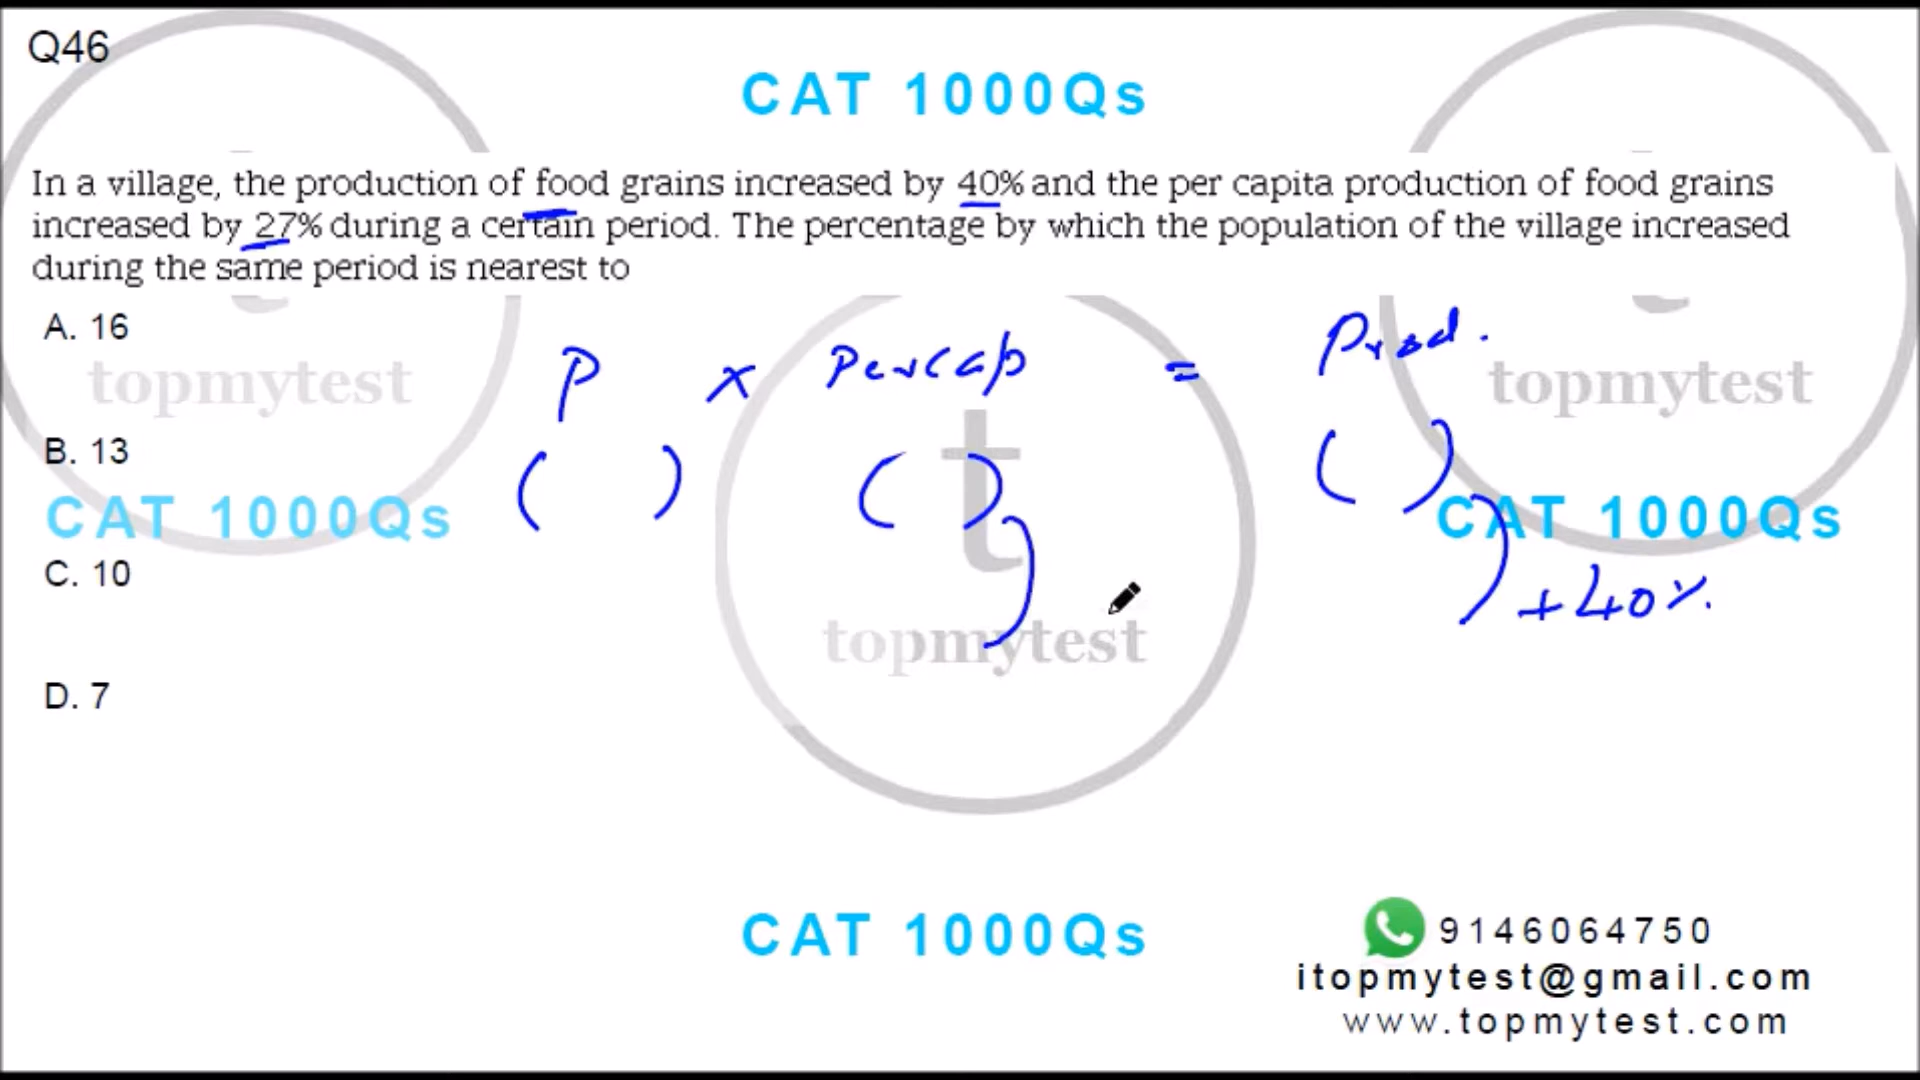 Q46
CAT 1000Qs
In a village, the production of food grains increased by 40% and the per capita production of food grains
increased by 27% during a certain period. The percentage by which the population of the village increased
during the same period is nearest to
A. 16
topmytest
P × Percap = Prod.
topmytest
B. 13
( ) ( ) ( )
t
CAT 1000Qs
CAT 1000Qs
C. 10
+40%
topmytest
D. 7
CAT 1000Qs
9146064750
itopmytest@gmail.com
www.topmytest.com